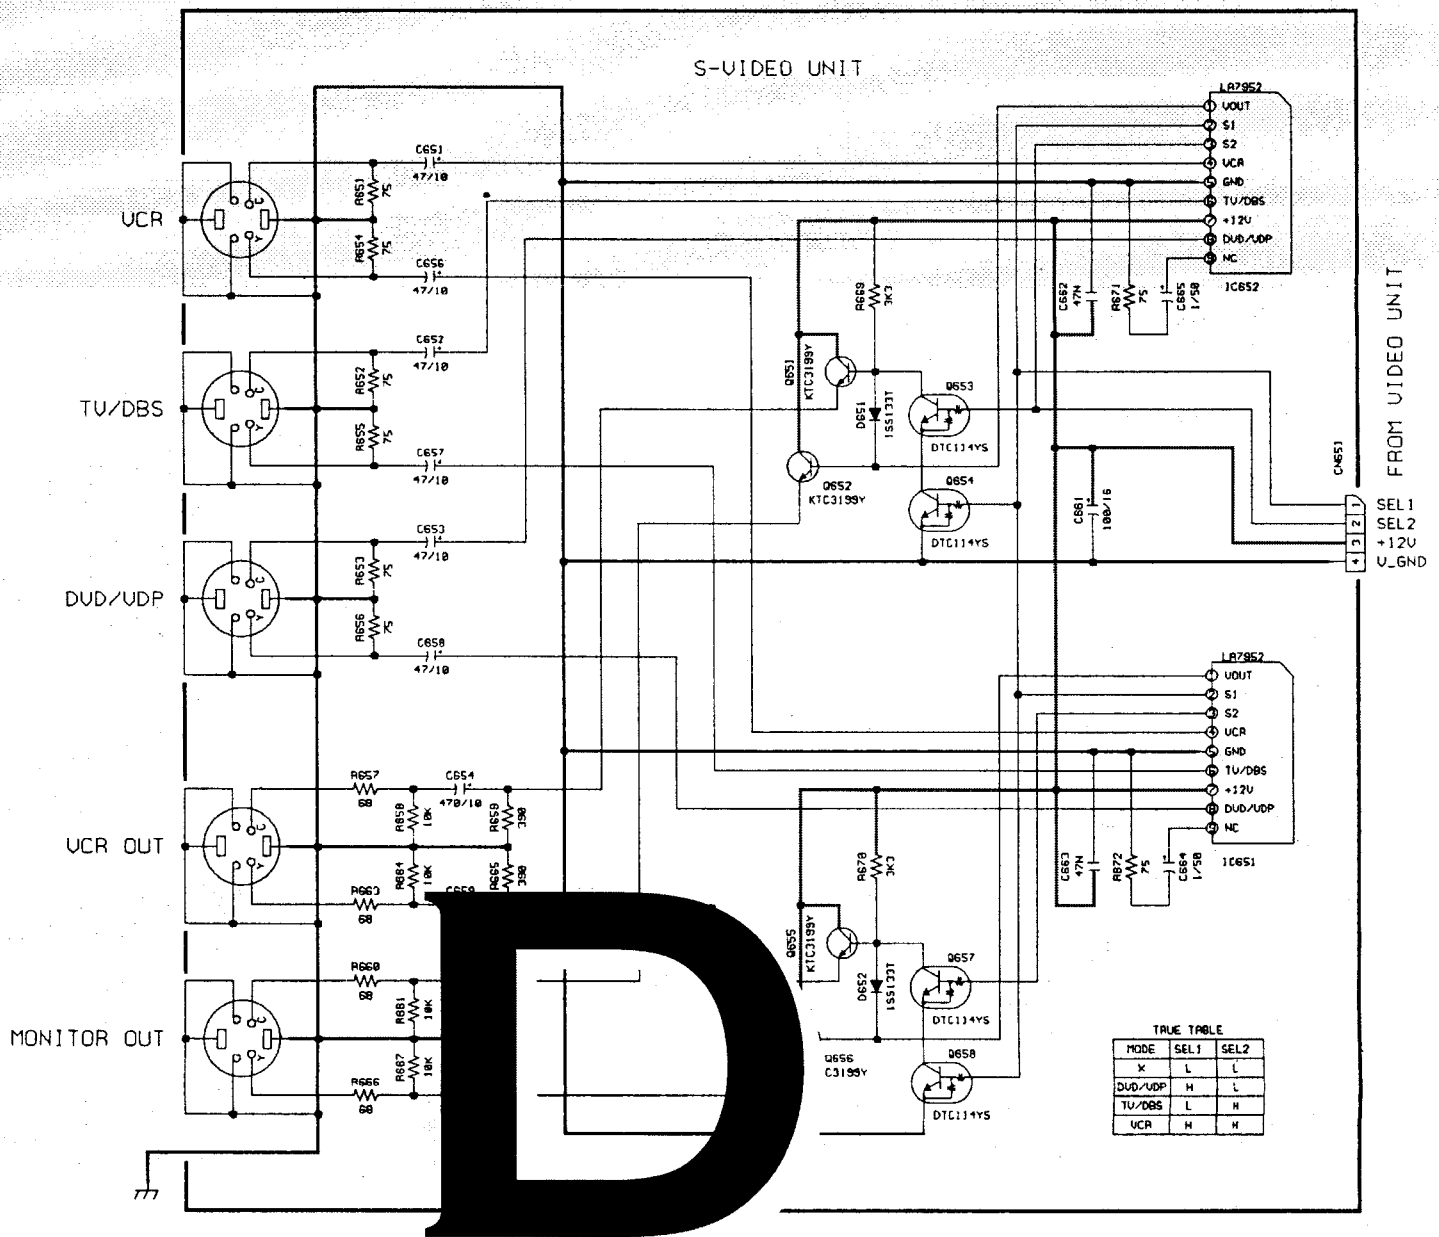 S-VIDEO UNIT
LA7952
VOUT
S1
S2
VCR
GND
TV/DBS
+12V
DVD/VDP
NC
IC652
VCR
R651
75
R654
75
C651
47/10
C656
47/10
TV/DBS
R652
75
R655
75
C652
47/10
C657
47/10
DVD/VDP
R653
75
R656
75
C653
47/10
C658
47/10
R669
3K3
C662
47N
R671
75
C665
1/50
Q651
KTC3199Y
D651
1SS133T
Q653
DTC114YS
Q652
KTC3199Y
Q654
DTC114YS
C661
100/16
FROM VIDEO UNIT
CN651
1 SEL1
2 SEL2
3 +12V
4 V_GND
LA7952
VOUT
S1
S2
VCR
GND
TV/DBS
+12V
DVD/VDP
NC
IC651
VCR OUT
R657
68
C654
470/10
R658
10K
R659
390
R664
10K
R665
390
R663
68
C659
R670
3K3
C663
47N
R672
75
C664
1/50
MONITOR OUT
R660
68
R661
10K
R667
10K
R666
68
Q655
KTC3199Y
D652
1SS133T
Q657
DTC114YS
Q656
C3199Y
Q658
DTC114YS
TRUE TABLE
MODE SEL1 SEL2
X L L
DVD/VDP H L
TV/DBS L H
VCR H H
D